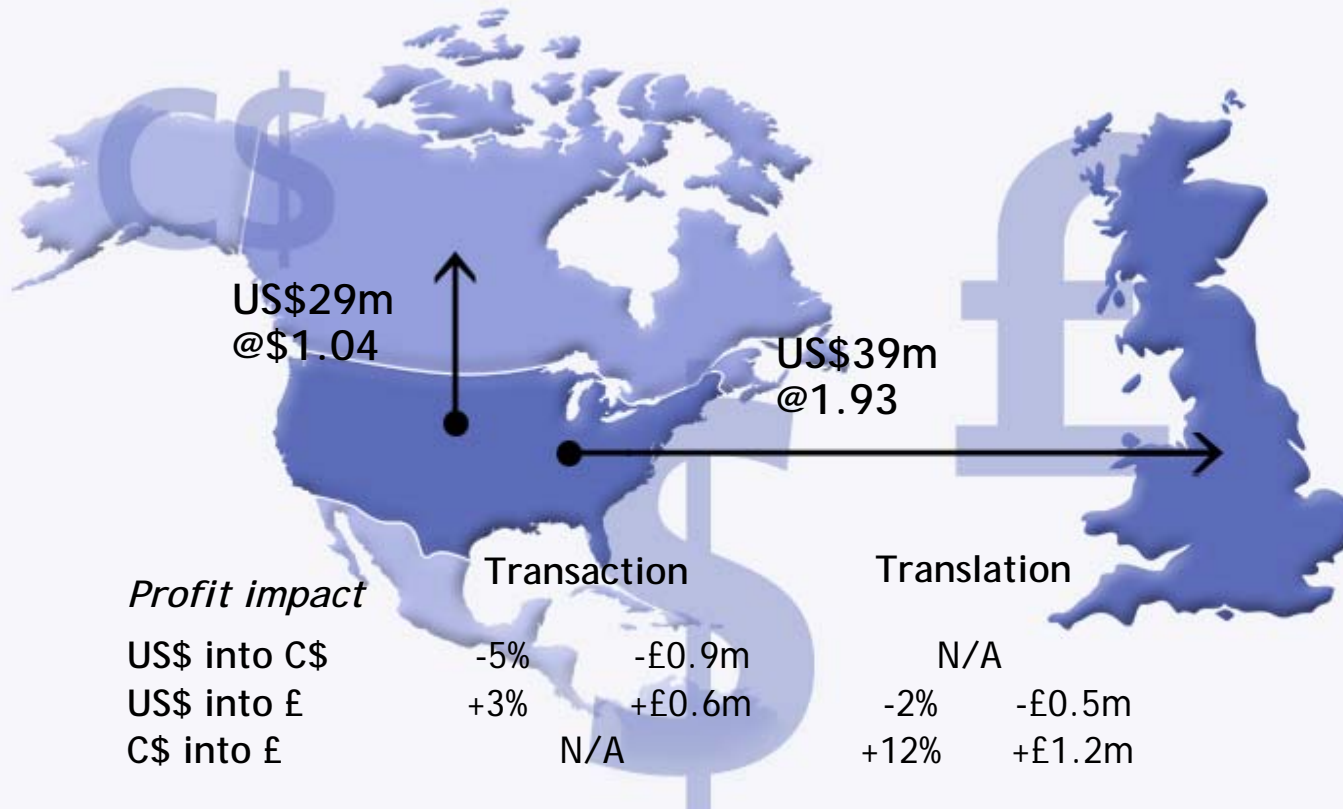 C$
£
US$29m
@$1.04
US$39m
@1.93
$
Transaction Translation
Profit impact
US$ into C$ -5% -£0.9m N/A
US$ into £ +3% +£0.6m -2% -£0.5m
C$ into £ N/A +12% +£1.2m